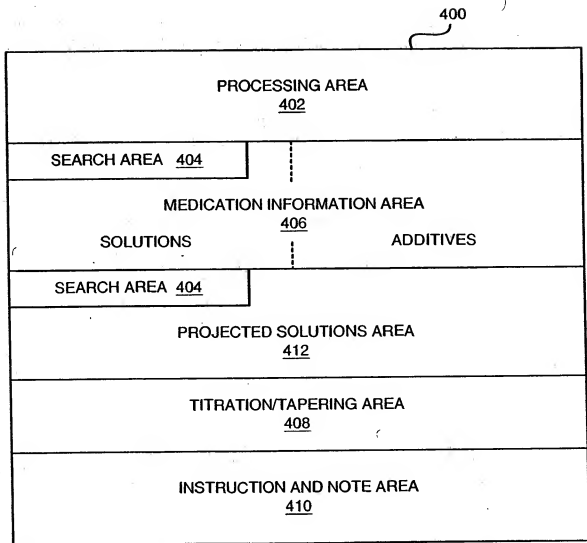 400
PROCESSING AREA
402
SEARCH AREA 404
MEDICATION INFORMATION AREA
406
SOLUTIONS ADDITIVES
SEARCH AREA 404
PROJECTED SOLUTIONS AREA
412
TITRATION/TAPERING AREA
408
INSTRUCTION AND NOTE AREA
410